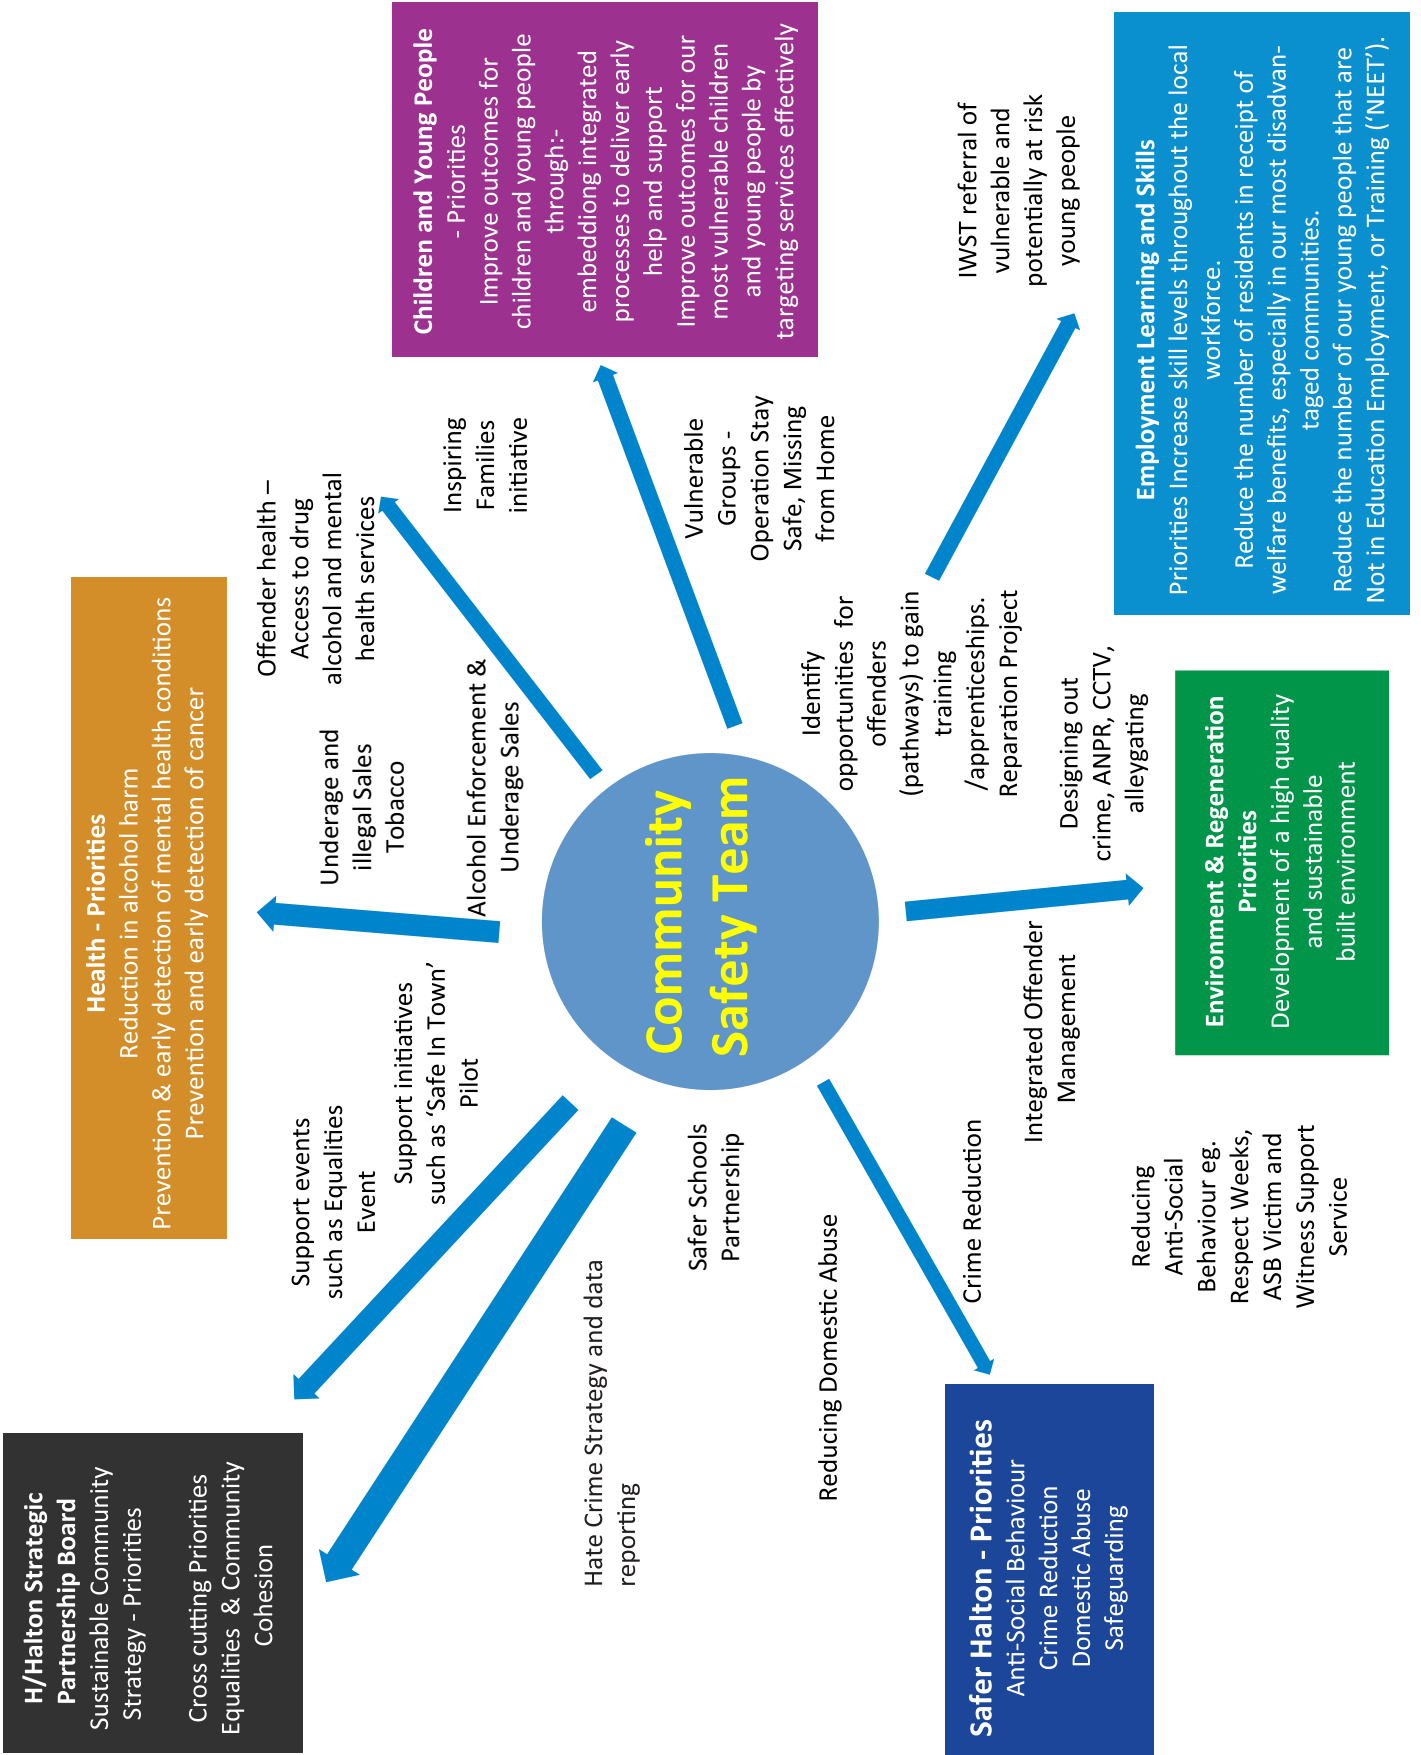 H/Halton Strategic
Partnership Board
Sustainable Community
Strategy - Priorities
Cross cutting Priorities
Equalities & Community
Cohesion
Health - Priorities
Reduction in alcohol harm
Prevention & early detection of mental health conditions
Prevention and early detection of cancer
Children and Young People
- Priorities
Improve outcomes for
children and young people
through:-
embeddiong integrated
processes to deliver early
help and support
Improve outcomes for our
most vulnerable children
and young people by
targeting services effectively
Support events
such as Equalities
Event
Support initiatives
such as ‘Safe In Town’
Pilot
Underage and
illegal Sales
Tobacco
Offender health –
Access to drug
alcohol and mental
health services
Alcohol Enforcement &
Underage Sales
Inspiring
Families
initiative
Hate Crime Strategy and data
reporting
Safer Schools
Partnership
Community
Safety Team
Vulnerable
Groups -
Operation Stay
Safe, Missing
from Home
Reducing Domestic Abuse
Identify
opportunities  for
offenders
(pathways) to gain
training
/apprenticeships.
Reparation Project
IWST referral of
vulnerable and
potentially at risk
young people
Crime Reduction
Integrated Offender
Management
Designing out
crime, ANPR, CCTV,
alleygating
Safer Halton - Priorities
Anti-Social Behaviour
Crime Reduction
Domestic Abuse
Safeguarding
Reducing
Anti-Social
Behaviour eg.
Respect Weeks,
ASB Victim and
Witness Support
Service
Environment & Regeneration
Priorities
Development of a high quality
and sustainable
built environment
Employment Learning and Skills
Priorities Increase skill levels throughout the local
workforce.
Reduce the number of residents in receipt of
welfare benefits, especially in our most disadvan-
taged communities.
Reduce the number of our young people that are
Not in Education Employment, or Training (‘NEET’).